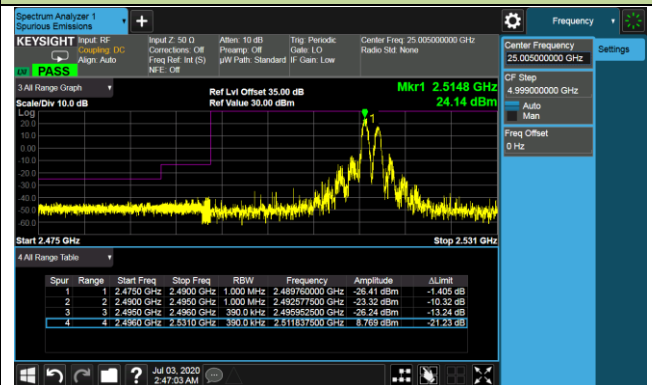 Spectrum Analyzer 1
Spurious Emissions
Frequency
KEYSIGHT
Input: RF
Coupling: DC
Align: Auto
Input Z: 50 Ω
Corrections: Off
Freq Ref: Int (S)
NFE: Off
Atten: 10 dB
Preamp: Off
µW Path: Standard
Trig: Periodic
Gate: LO
IF Gain: Low
Center Freq: 25.005000000 GHz
Radio Std: None
PASS
Center Frequency
25.005000000 GHz
Settings
CF Step
4.999000000 GHz
Auto
Man
Freq Offset
0 Hz
3 All Range Graph
Scale/Div 10.0 dB
Ref Lvl Offset 35.00 dB
Ref Value 30.00 dBm
Mkr1 2.5148 GHz
24.14 dBm
Log
20.0
10.0
0.00
-10.0
-20.0
-30.0
-40.0
-50.0
-60.0
1
Start 2.475 GHz
Stop 2.531 GHz
4 All Range Table
Spur Range Start Freq Stop Freq RBW Frequency Amplitude ΔLimit
1 1 2.4750 GHz 2.4900 GHz 1.000 MHz 2.489760000 GHz -26.41 dBm -1.405 dB
2 2 2.4900 GHz 2.4950 GHz 1.000 MHz 2.492577500 GHz -23.32 dBm -10.32 dB
3 3 2.4950 GHz 2.4960 GHz 390.0 kHz 2.495952500 GHz -26.24 dBm -13.24 dB
4 4 2.4960 GHz 2.5310 GHz 390.0 kHz 2.511837500 GHz 8.769 dBm -21.23 dB
Jul 03, 2020
2:47:03 AM